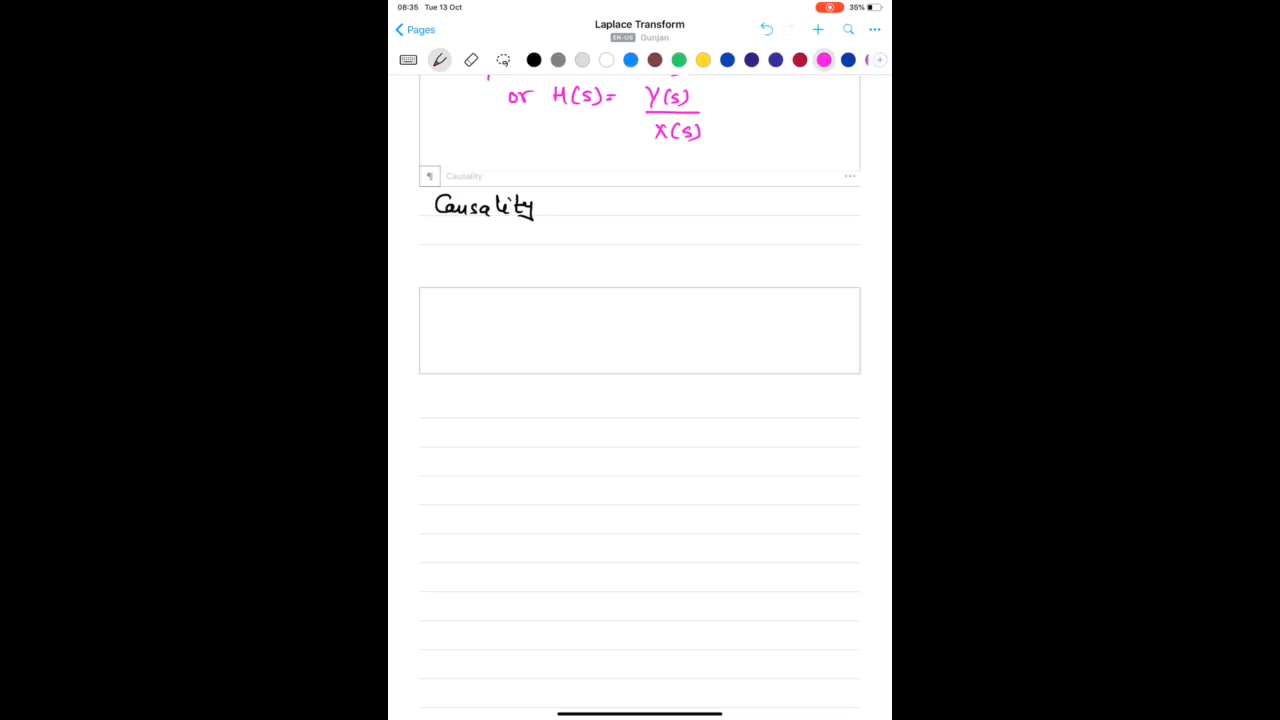 08:35 Tue 13 Oct
35%
Pages
Laplace Transform
EN-US Gunjan
or H(s) = Y(s)
X(s)
¶ Causality
Causality